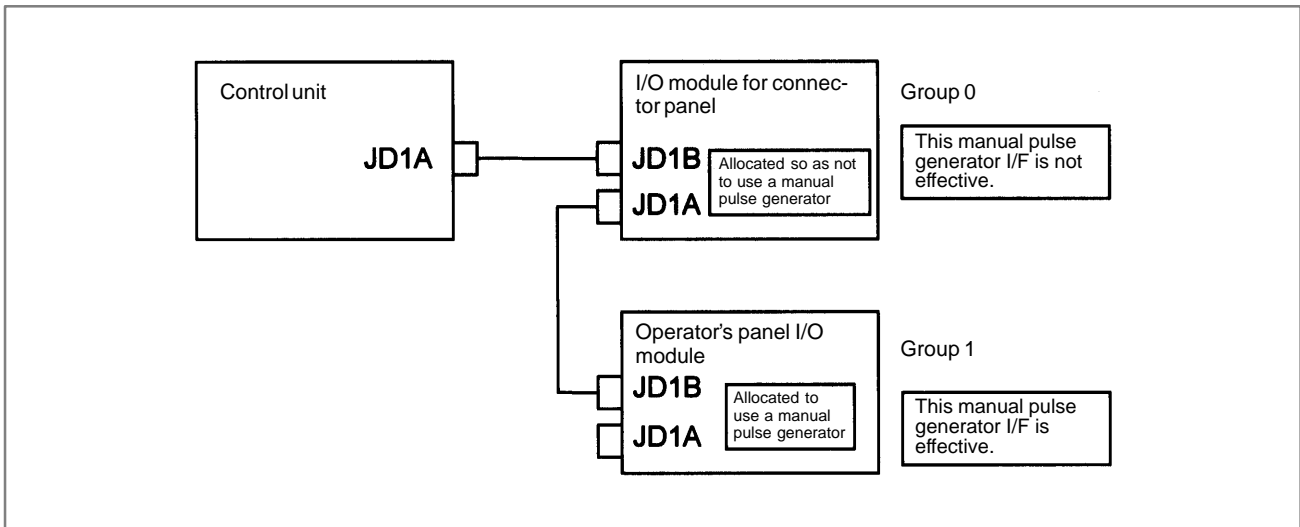 Control unit
JD1A
I/O module for connec-
tor panel
JD1B
JD1A
Allocated so as not
to use a manual
pulse generator
Group 0
This manual pulse
generator I/F is not
effective.
Operator's panel I/O
module
JD1B
JD1A
Allocated to
use a manual
pulse generator
Group 1
This manual pulse
generator I/F is
effective.